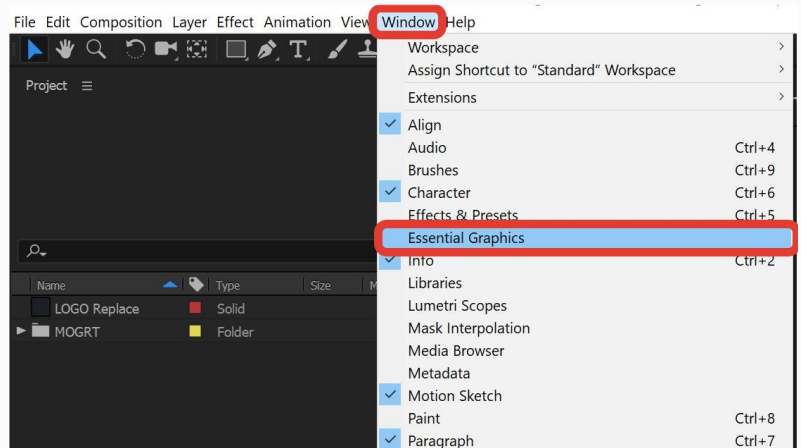 File Edit Composition Layer Effect Animation View Window Help
Project
Name Type Size M
LOGO Replace Solid
MOGRT Folder
Workspace
Assign Shortcut to “Standard” Workspace
Extensions
Align
Audio Ctrl+4
Brushes Ctrl+9
Character Ctrl+6
Effects & Presets Ctrl+5
Essential Graphics
Info Ctrl+2
Libraries
Lumetri Scopes
Mask Interpolation
Media Browser
Metadata
Motion Sketch
Paint Ctrl+8
Paragraph Ctrl+7